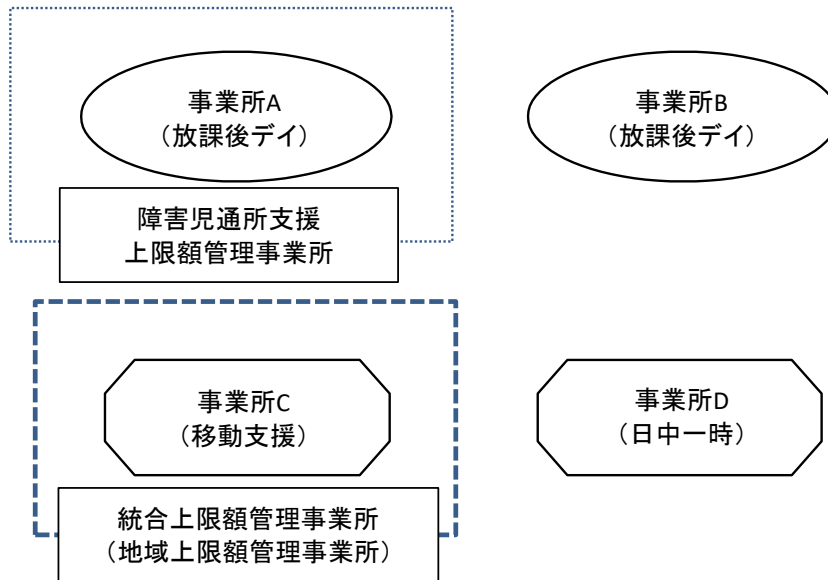 事業所A
（放課後デイ）
事業所B
（放課後デイ）
障害児通所支援
上限額管理事業所
事業所C
（移動支援）
事業所D
（日中一時）
統合上限額管理事業所
（地域上限額管理事業所）